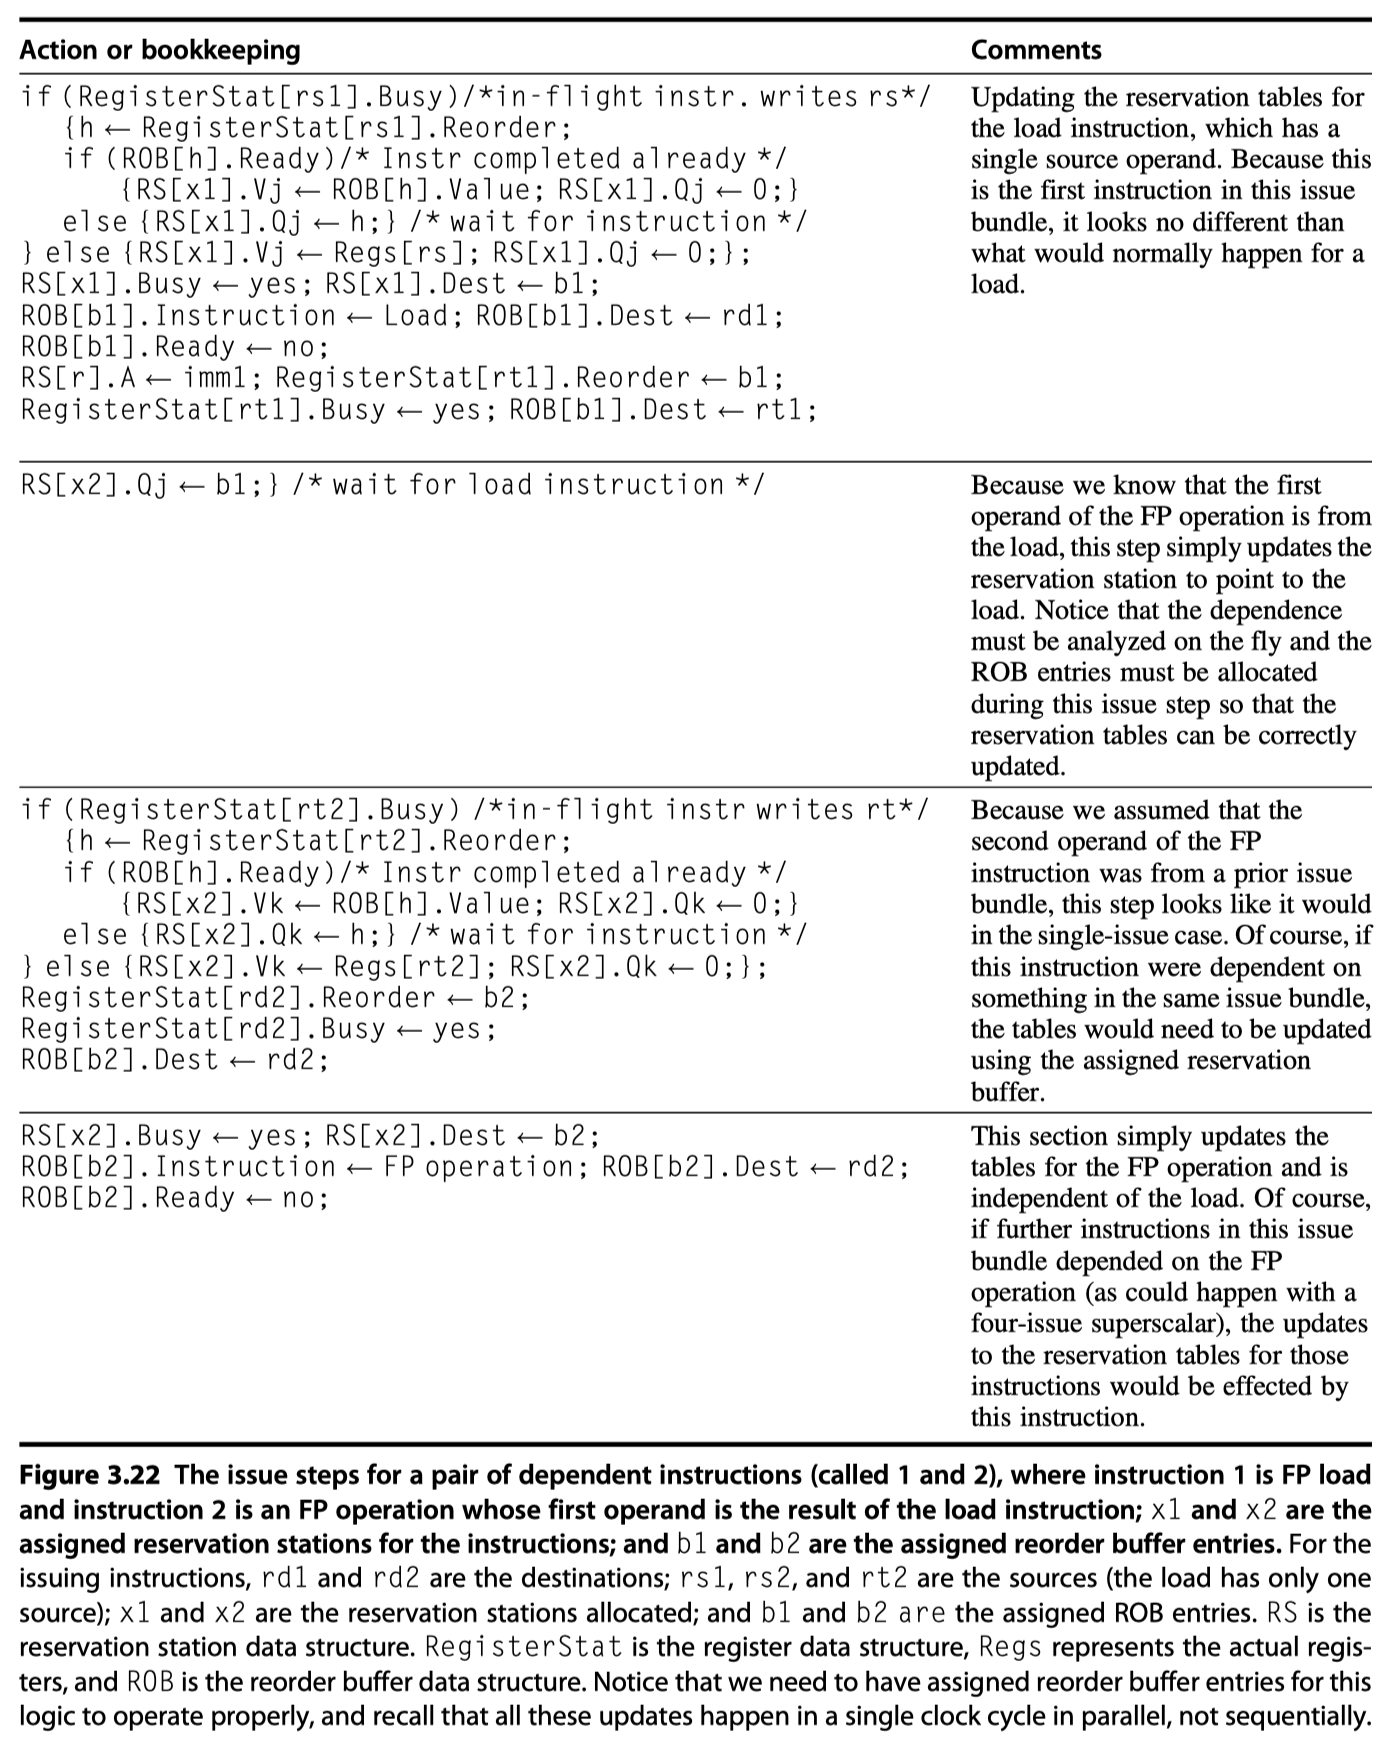 Action or bookkeeping Comments
if (RegisterStat[rs1].Busy)/*in-flight instr. writes rs*/
{h ← RegisterStat[rs1].Reorder;
if (ROB[h].Ready)/* Instr completed already */
{RS[x1].Vj ← ROB[h].Value; RS[x1].Qj ← 0;}
else {RS[x1].Qj ← h;} /* wait for instruction */
} else {RS[x1].Vj ← Regs[rs]; RS[x1].Qj ← 0;};
RS[x1].Busy ← yes; RS[x1].Dest ← b1;
ROB[b1].Instruction ← Load; ROB[b1].Dest ← rd1;
ROB[b1].Ready ← no;
RS[r].A ← imm1; RegisterStat[rt1].Reorder ← b1;
RegisterStat[rt1].Busy ← yes; ROB[b1].Dest ← rt1;
Updating the reservation tables for
the load instruction, which has a
single source operand. Because this
is the first instruction in this issue
bundle, it looks no different than
what would normally happen for a
load.
RS[x2].Qj ← b1;} /* wait for load instruction */
Because we know that the first
operand of the FP operation is from
the load, this step simply updates the
reservation station to point to the
load. Notice that the dependence
must be analyzed on the fly and the
ROB entries must be allocated
during this issue step so that the
reservation tables can be correctly
updated.
if (RegisterStat[rt2].Busy) /*in-flight instr writes rt*/
{h ← RegisterStat[rt2].Reorder;
if (ROB[h].Ready)/* Instr completed already */
{RS[x2].Vk ← ROB[h].Value; RS[x2].Qk ← 0;}
else {RS[x2].Qk ← h;} /* wait for instruction */
} else {RS[x2].Vk ← Regs[rt2]; RS[x2].Qk ← 0;};
RegisterStat[rd2].Reorder ← b2;
RegisterStat[rd2].Busy ← yes;
ROB[b2].Dest ← rd2;
Because we assumed that the
second operand of the FP
instruction was from a prior issue
bundle, this step looks like it would
in the single-issue case. Of course, if
this instruction were dependent on
something in the same issue bundle,
the tables would need to be updated
using the assigned reservation
buffer.
RS[x2].Busy ← yes; RS[x2].Dest ← b2;
ROB[b2].Instruction ← FP operation; ROB[b2].Dest ← rd2;
ROB[b2].Ready ← no;
This section simply updates the
tables for the FP operation and is
independent of the load. Of course,
if further instructions in this issue
bundle depended on the FP
operation (as could happen with a
four-issue superscalar), the updates
to the reservation tables for those
instructions would be effected by
this instruction.
Figure 3.22 The issue steps for a pair of dependent instructions (called 1 and 2), where instruction 1 is FP load
and instruction 2 is an FP operation whose first operand is the result of the load instruction; x1 and x2 are the
assigned reservation stations for the instructions; and b1 and b2 are the assigned reorder buffer entries. For the
issuing instructions, rd1 and rd2 are the destinations; rs1, rs2, and rt2 are the sources (the load has only one
source); x1 and x2 are the reservation stations allocated; and b1 and b2 are the assigned ROB entries. RS is the
reservation station data structure. RegisterStat is the register data structure, Regs represents the actual regis-
ters, and ROB is the reorder buffer data structure. Notice that we need to have assigned reorder buffer entries for this
logic to operate properly, and recall that all these updates happen in a single clock cycle in parallel, not sequentially.